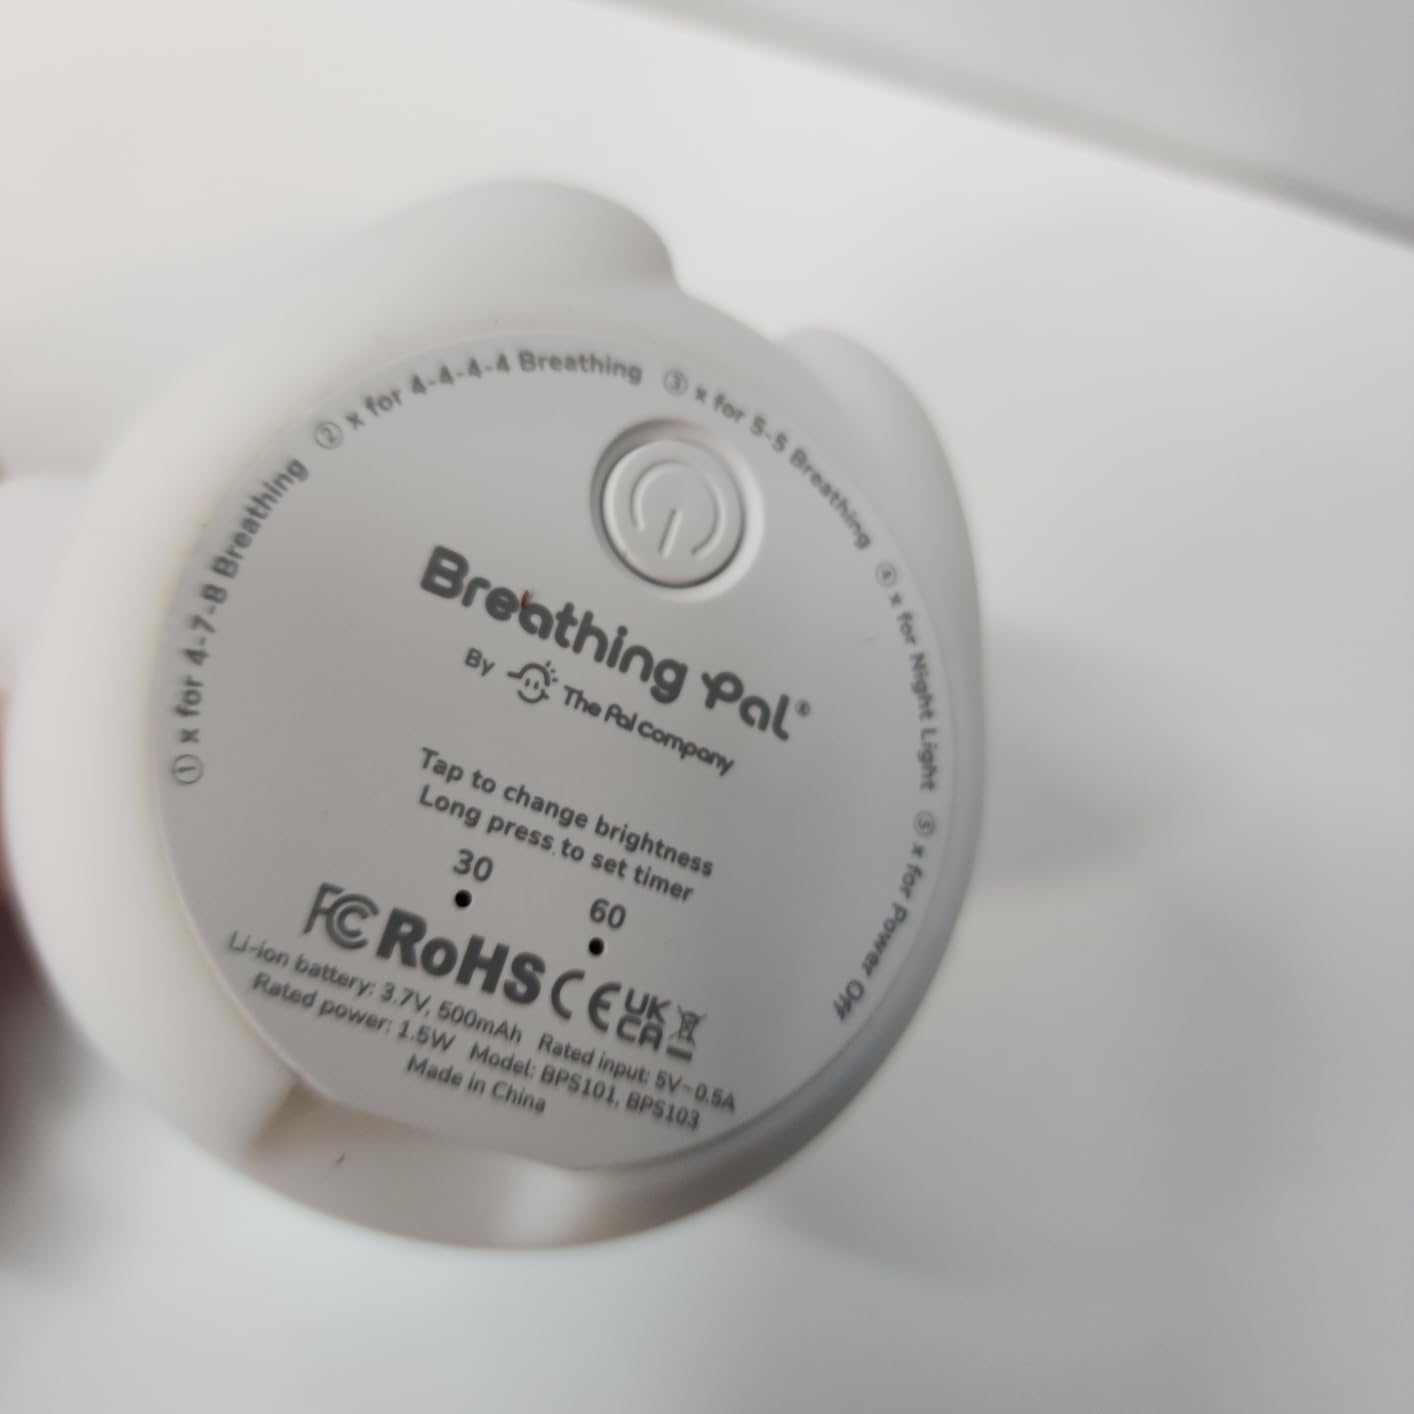 ① x for 4-7-8 Breathing
② x for 4-4-4-4 Breathing
③ x for 5-5 Breathing
④ x for Night Light
⑤ x for Power Off
Breathing Pal®
By The Pal Company
Tap to change brightness
Long press to set timer
30
60
FC RoHS CE UK CA
Li-ion battery: 3.7V, 500mAh Rated input: 5V⎓0.5A
Rated power: 1.5W Model: BPS101, BPS103
Made in China